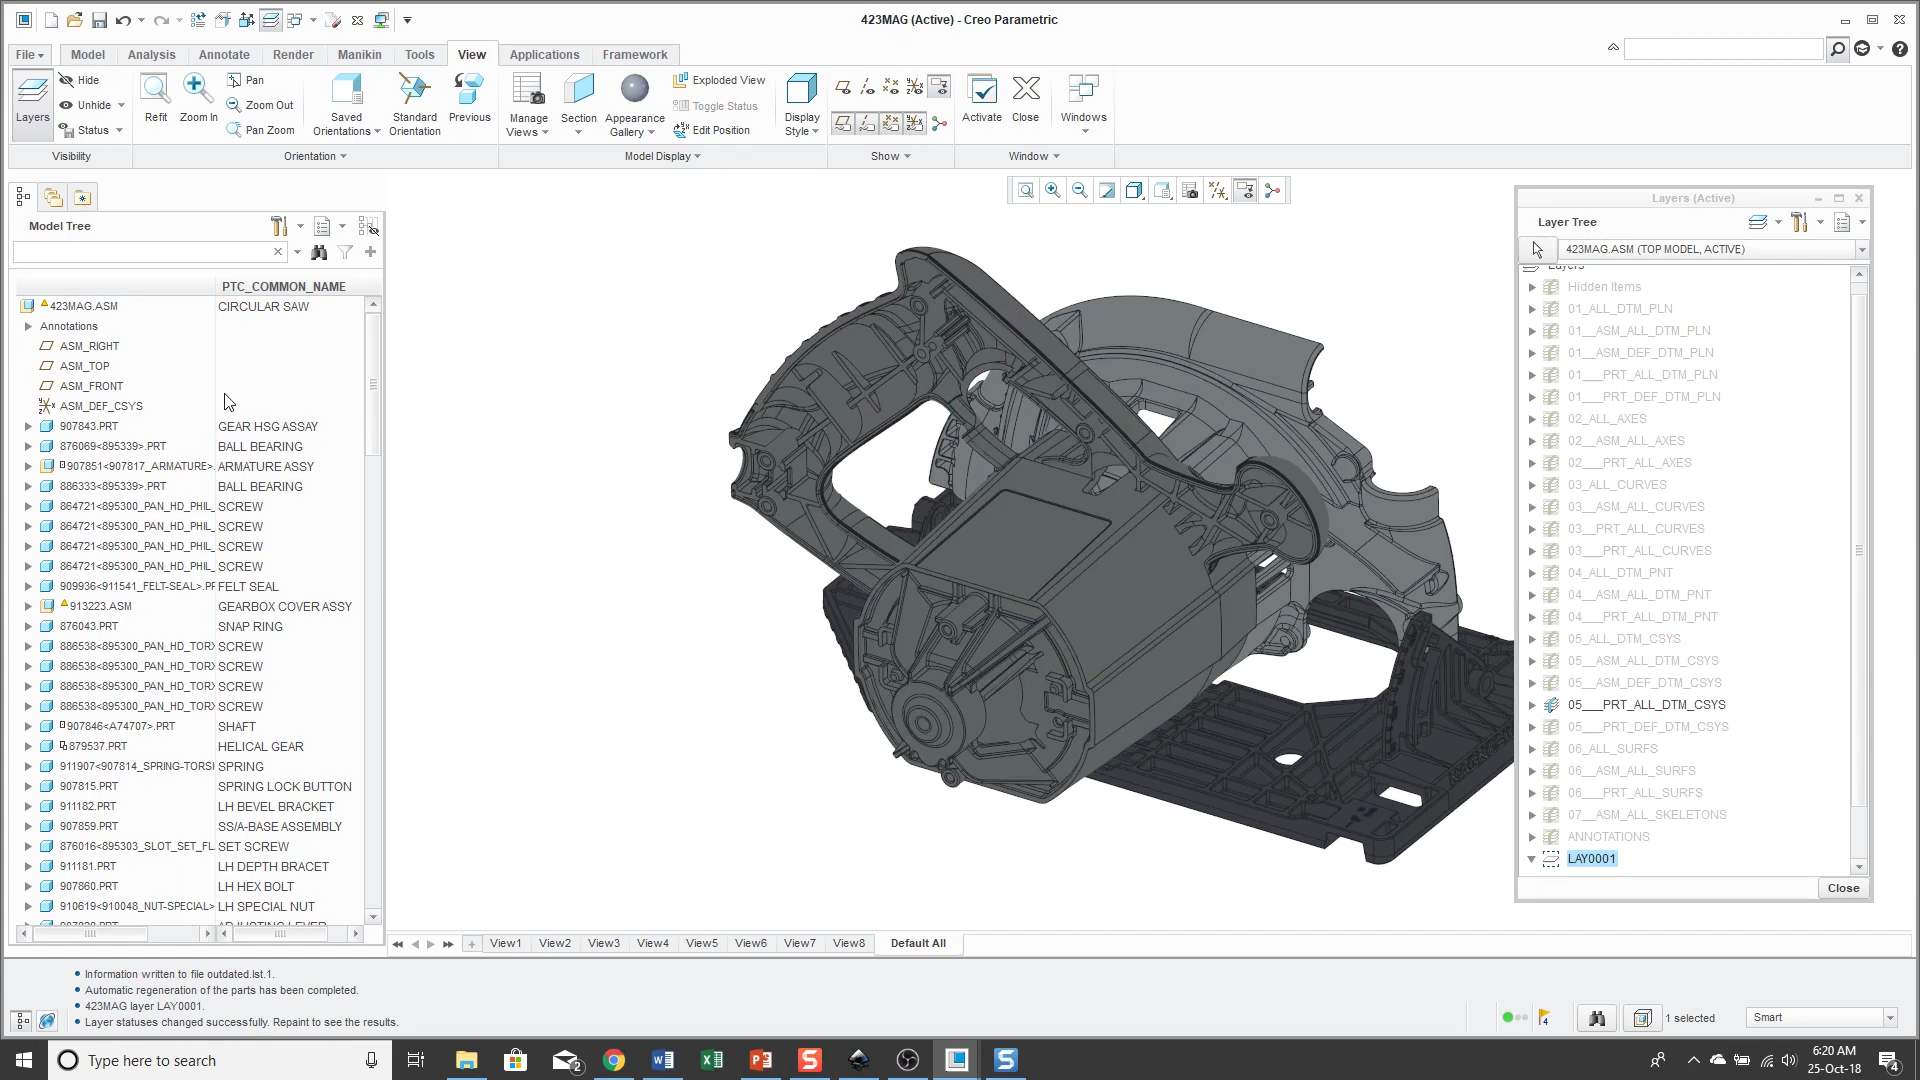 423MAG (Active) - Creo Parametric
File
Model
Analysis
Annotate
Render
Manikin
Tools
View
Applications
Framework
Layers
Hide
Unhide
Status
Visibility
Refit
Zoom In
Pan
Zoom Out
Pan Zoom
Saved Orientations
Standard Orientation
Previous
Orientation
Manage Views
Section
Appearance Gallery
Exploded View
Toggle Status
Edit Position
Display Style
Model Display
Show
Activate
Close
Windows
Window
Model Tree
PTC_COMMON_NAME
423MAG.ASM CIRCULAR SAW
Annotations
ASM_RIGHT
ASM_TOP
ASM_FRONT
ASM_DEF_CSYS
907843.PRT GEAR HSG ASSAY
876069<895339>.PRT BALL BEARING
907851<907817_ARMATURE>. ARMATURE ASSY
886333<895339>.PRT BALL BEARING
864721<895300_PAN_HD_PHIL_ SCREW
864721<895300_PAN_HD_PHIL_ SCREW
864721<895300_PAN_HD_PHIL_ SCREW
864721<895300_PAN_HD_PHIL_ SCREW
909936<911541_FELT-SEAL>.PF FELT SEAL
913223.ASM GEARBOX COVER ASSY
876043.PRT SNAP RING
886538<895300_PAN_HD_TORX SCREW
886538<895300_PAN_HD_TORX SCREW
886538<895300_PAN_HD_TORX SCREW
886538<895300_PAN_HD_TORX SCREW
907846<A74707>.PRT SHAFT
879537.PRT HELICAL GEAR
911907<907814_SPRING-TORSI SPRING
907815.PRT SPRING LOCK BUTTON
911182.PRT LH BEVEL BRACKET
907859.PRT SS/A-BASE ASSEMBLY
876016<895303_SLOT_SET_FL SET SCREW
911181.PRT LH DEPTH BRACET
907860.PRT LH HEX BOLT
910619<910048_NUT-SPECIAL> LH SPECIAL NUT
Layers (Active)
Layer Tree
423MAG.ASM (TOP MODEL, ACTIVE)
Layers
Hidden Items
01_ALL_DTM_PLN
01__ASM_ALL_DTM_PLN
01__ASM_DEF_DTM_PLN
01___PRT_ALL_DTM_PLN
01___PRT_DEF_DTM_PLN
02_ALL_AXES
02__ASM_ALL_AXES
02___PRT_ALL_AXES
03_ALL_CURVES
03__ASM_ALL_CURVES
03__PRT_ALL_CURVES
03___PRT_ALL_CURVES
04_ALL_DTM_PNT
04__ASM_ALL_DTM_PNT
04___PRT_ALL_DTM_PNT
05_ALL_DTM_CSYS
05__ASM_ALL_DTM_CSYS
05__ASM_DEF_DTM_CSYS
05___PRT_ALL_DTM_CSYS
05___PRT_DEF_DTM_CSYS
06_ALL_SURFS
06__ASM_ALL_SURFS
06___PRT_ALL_SURFS
07__ASM_ALL_SKELETONS
ANNOTATIONS
LAY0001
Close
View1
View2
View3
View4
View5
View6
View7
View8
Default All
Information written to file outdated.lst.1.
Automatic regeneration of the parts has been completed.
423MAG layer LAY0001.
Layer statuses changed successfully. Repaint to see the results.
4
1 selected
Smart
Type here to search
2
6:20 AM
25-Oct-18
4